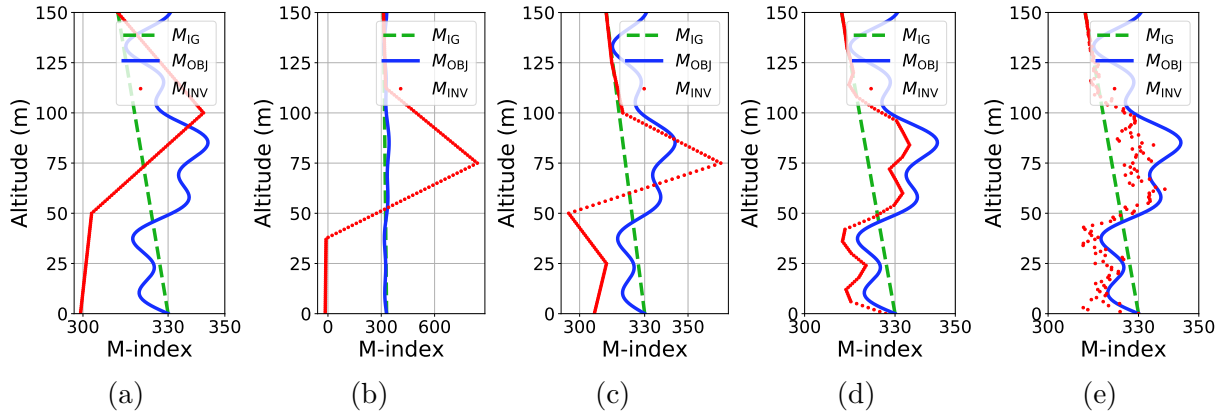 150
125
100
75
50
25
0
Altitude (m)
300
330
350
M-index
M_IG
M_OBJ
M_INV
(a)
150
125
100
75
50
25
0
Altitude (m)
0
300
600
M-index
M_IG
M_OBJ
M_INV
(b)
150
125
100
75
50
25
0
Altitude (m)
300
330
350
M-index
M_IG
M_OBJ
M_INV
(c)
150
125
100
75
50
25
0
Altitude (m)
300
330
350
M-index
M_IG
M_OBJ
M_INV
(d)
150
125
100
75
50
25
0
Altitude (m)
300
330
350
M-index
M_IG
M_OBJ
M_INV
(e)